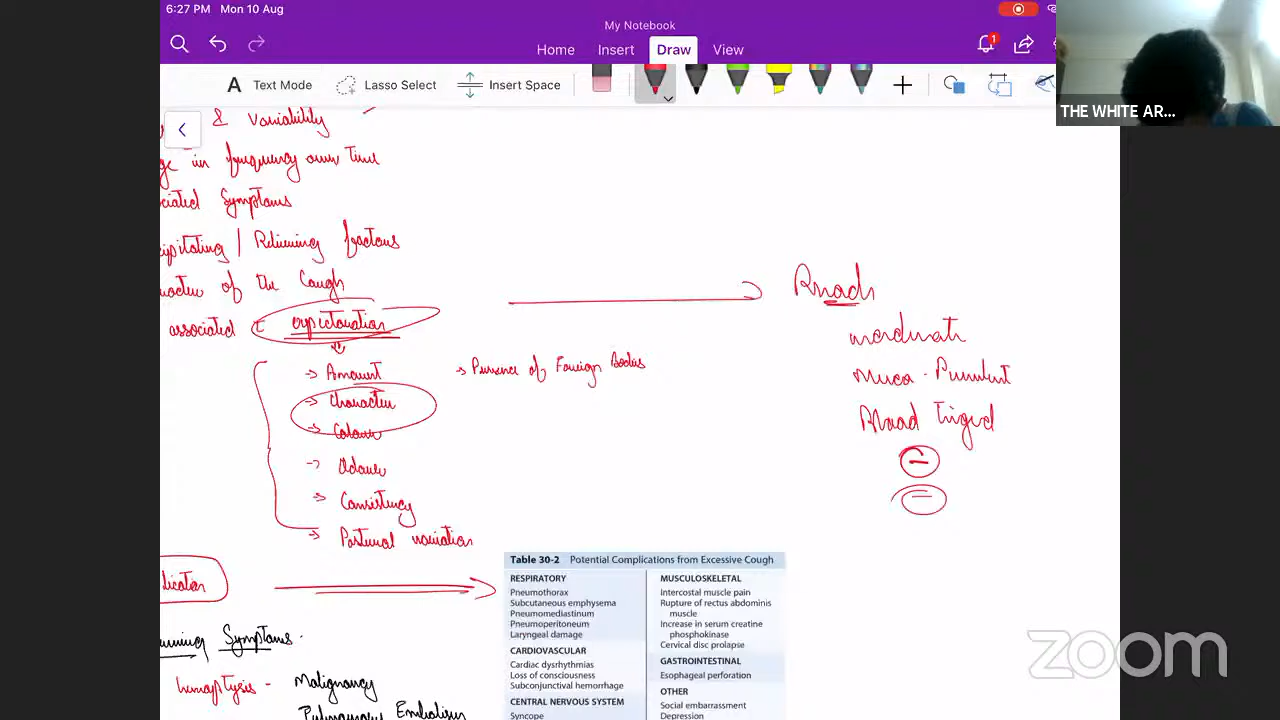 6:27 PM Mon 10 Aug
My Notebook
Home Insert Draw View
1
A Text Mode Lasso Select Insert Space
THE WHITE AR...
& Variability
in frequency over Time
Symptoms
| Relieving factors
of the Cough
associated c expectoration
→ Amount
→ Presence of Foreign Bodies
→ Character
→ Colour
→ Odour
→ Consistency
→ Postural variation
moderate
Muco - Purulent
Blood Tinged
Symptoms -
hemoptysis - Malignancy
Pulmonary Embolism
Table 30-2 Potential Complications from Excessive Cough
RESPIRATORY
Pneumothorax
Subcutaneous emphysema
Pneumomediastinum
Pneumoperitoneum
Laryngeal damage
CARDIOVASCULAR
Cardiac dysrhythmias
Loss of consciousness
Subconjunctival hemorrhage
CENTRAL NERVOUS SYSTEM
Syncope
MUSCULOSKELETAL
Intercostal muscle pain
Rupture of rectus abdominis
muscle
Increase in serum creatine
phosphokinase
Cervical disc prolapse
GASTROINTESTINAL
Esophageal perforation
OTHER
Social embarrassment
Depression
zoom